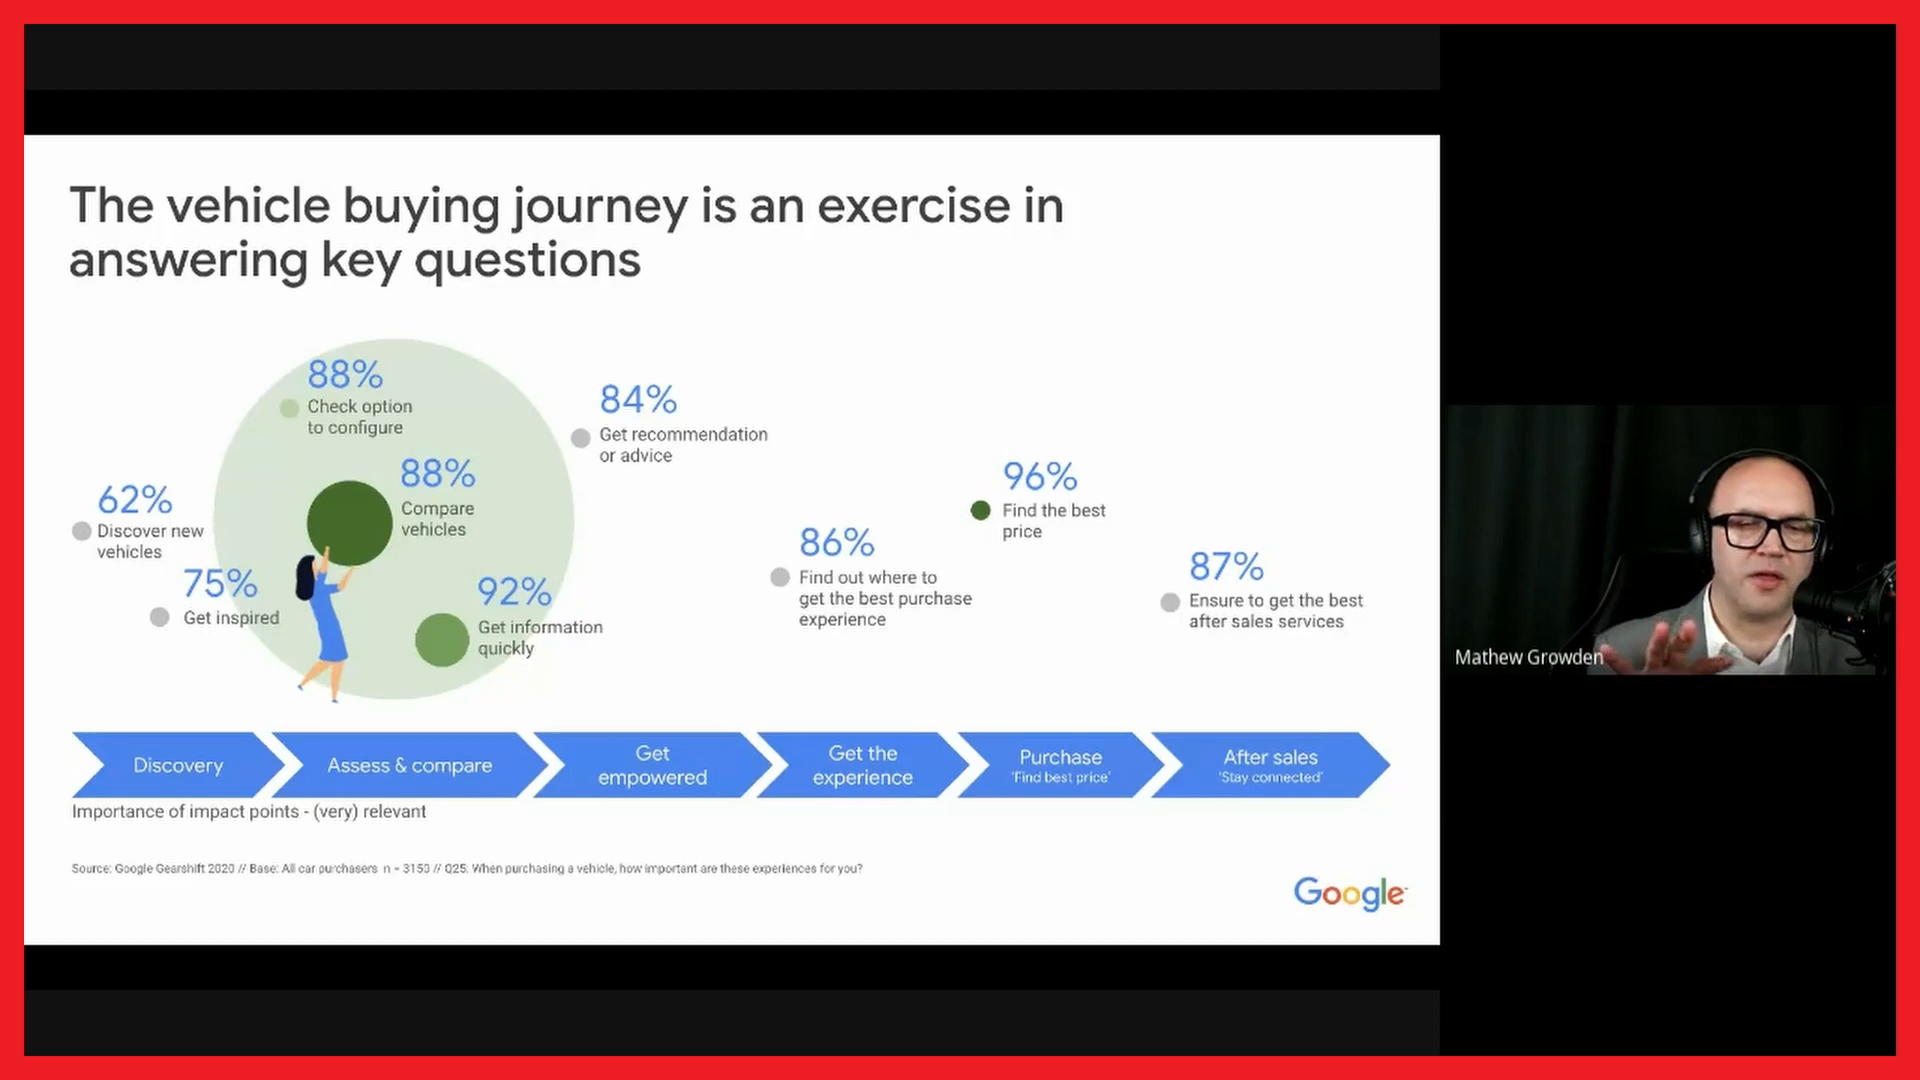 The vehicle buying journey is an exercise in
answering key questions
88%
Check option
to configure
84%
Get recommendation
or advice
88%
Compare
vehicles
96%
Find the best
price
62%
Discover new
vehicles
86%
Find out where to
get the best purchase
experience
87%
Ensure to get the best
after sales services
75%
Get inspired
92%
Get information
quickly
Mathew Growden
Discovery
Assess & compare
Get
empowered
Get the
experience
Purchase
'Find best price'
After sales
'Stay connected'
Importance of impact points - (very) relevant
Source: Google Gearshift 2020 // Base: All car purchasers n = 3153 // Q25: When purchasing a vehicle, how important are these experiences for you?
Google